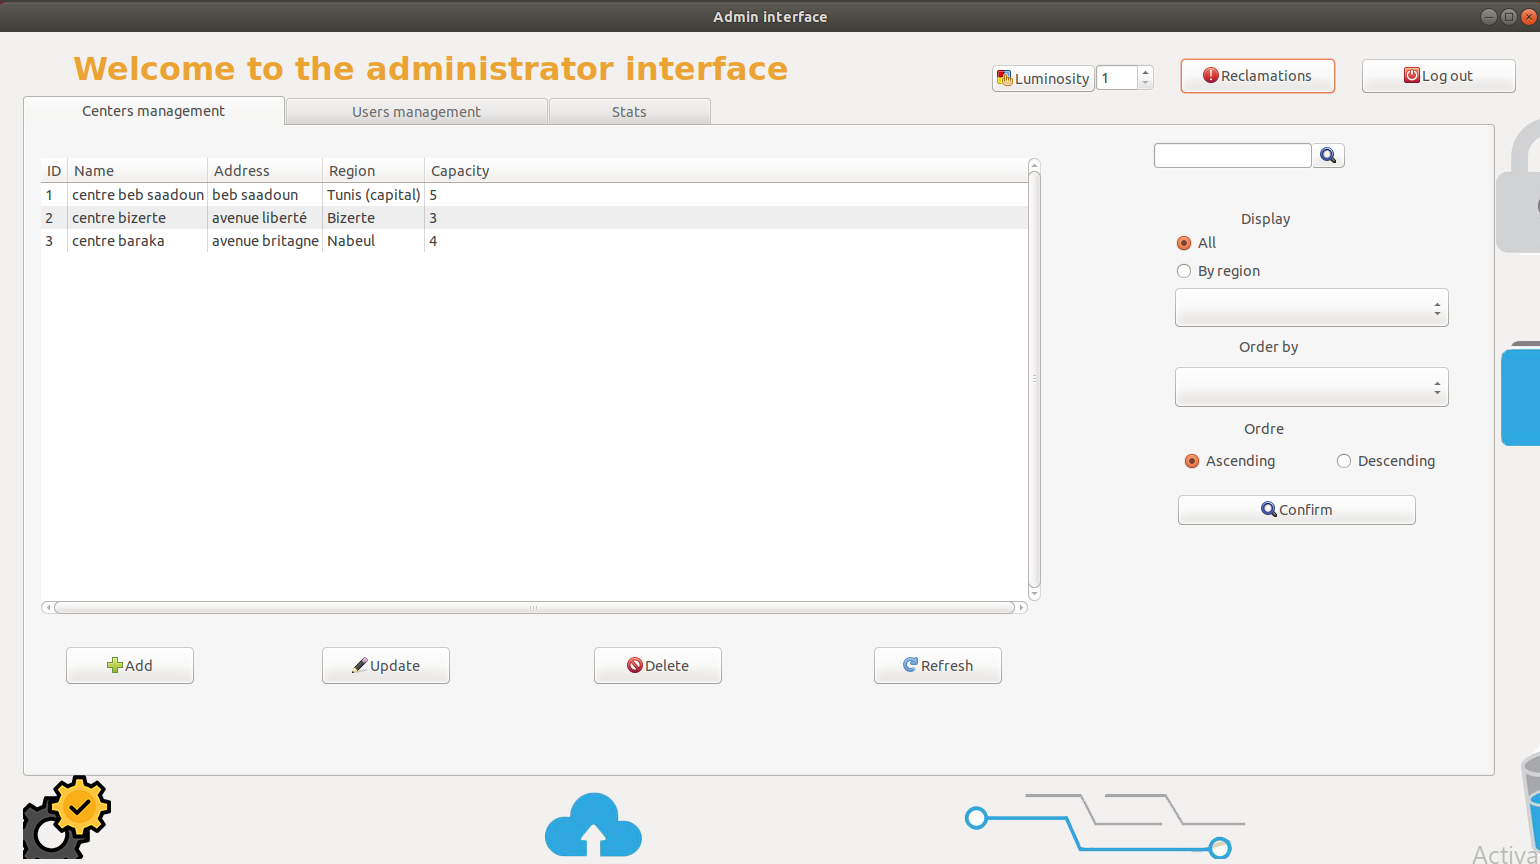 Admin interface
Welcome to the administrator interface
Luminosity 1 Reclamations Log out
Centers management Users management Stats
ID Name Address Region Capacity
1 centre beb saadoun beb saadoun Tunis (capital) 5
2 centre bizerte avenue liberté Bizerte 3
3 centre baraka avenue britagne Nabeul 4
Display
All
By region
Order by
Ordre
Ascending Descending
Confirm
Add Update Delete Refresh
Activa